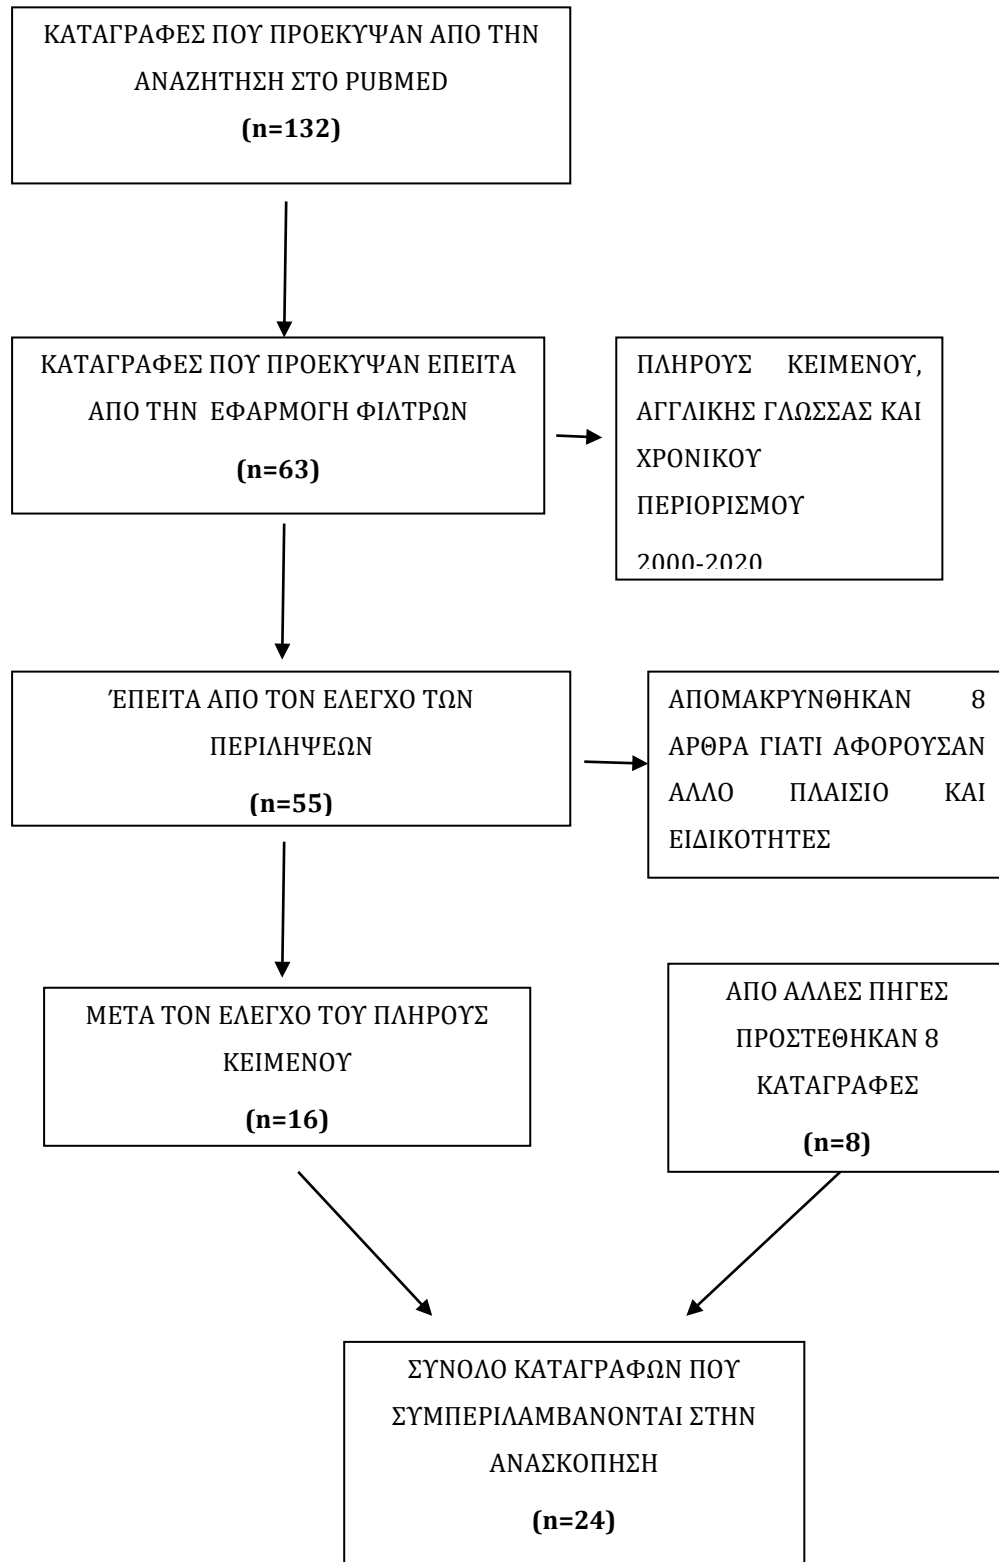 ΚΑΤΑΓΡΑΦΕΣ ΠΟΥ ΠΡΟΕΚΥΨΑΝ ΑΠΟ ΤΗΝ
ΑΝΑΖΗΤΗΣΗ ΣΤΟ PUBMED
(n=132)
ΚΑΤΑΓΡΑΦΕΣ ΠΟΥ ΠΡΟΕΚΥΨΑΝ ΕΠΕΙΤΑ
ΑΠΟ ΤΗΝ ΕΦΑΡΜΟΓΗ ΦΙΛΤΡΩΝ
(n=63)
ΠΛΗΡΟΥΣ ΚΕΙΜΕΝΟΥ,
ΑΓΓΛΙΚΗΣ ΓΛΩΣΣΑΣ ΚΑΙ
ΧΡΟΝΙΚΟΥ
ΠΕΡΙΟΡΙΣΜΟΥ
2000-2020
ΈΠΕΙΤΑ ΑΠΟ ΤΟΝ ΕΛΕΓΧΟ ΤΩΝ
ΠΕΡΙΛΗΨΕΩΝ
(n=55)
ΑΠΟΜΑΚΡΥΝΘΗΚΑΝ 8
ΑΡΘΡΑ ΓΙΑΤΙ ΑΦΟΡΟΥΣΑΝ
ΑΛΛΟ ΠΛΑΙΣΙΟ ΚΑΙ
ΕΙΔΙΚΟΤΗΤΕΣ
ΜΕΤΑ ΤΟΝ ΕΛΕΓΧΟ ΤΟΥ ΠΛΗΡΟΥΣ
ΚΕΙΜΕΝΟΥ
(n=16)
ΑΠΟ ΑΛΛΕΣ ΠΗΓΕΣ
ΠΡΟΣΤΕΘΗΚΑΝ 8
ΚΑΤΑΓΡΑΦΕΣ
(n=8)
ΣΥΝΟΛΟ ΚΑΤΑΓΡΑΦΩΝ ΠΟΥ
ΣΥΜΠΕΡΙΛΑΜΒΑΝΟΝΤΑΙ ΣΤΗΝ
ΑΝΑΣΚΟΠΗΣΗ
(n=24)